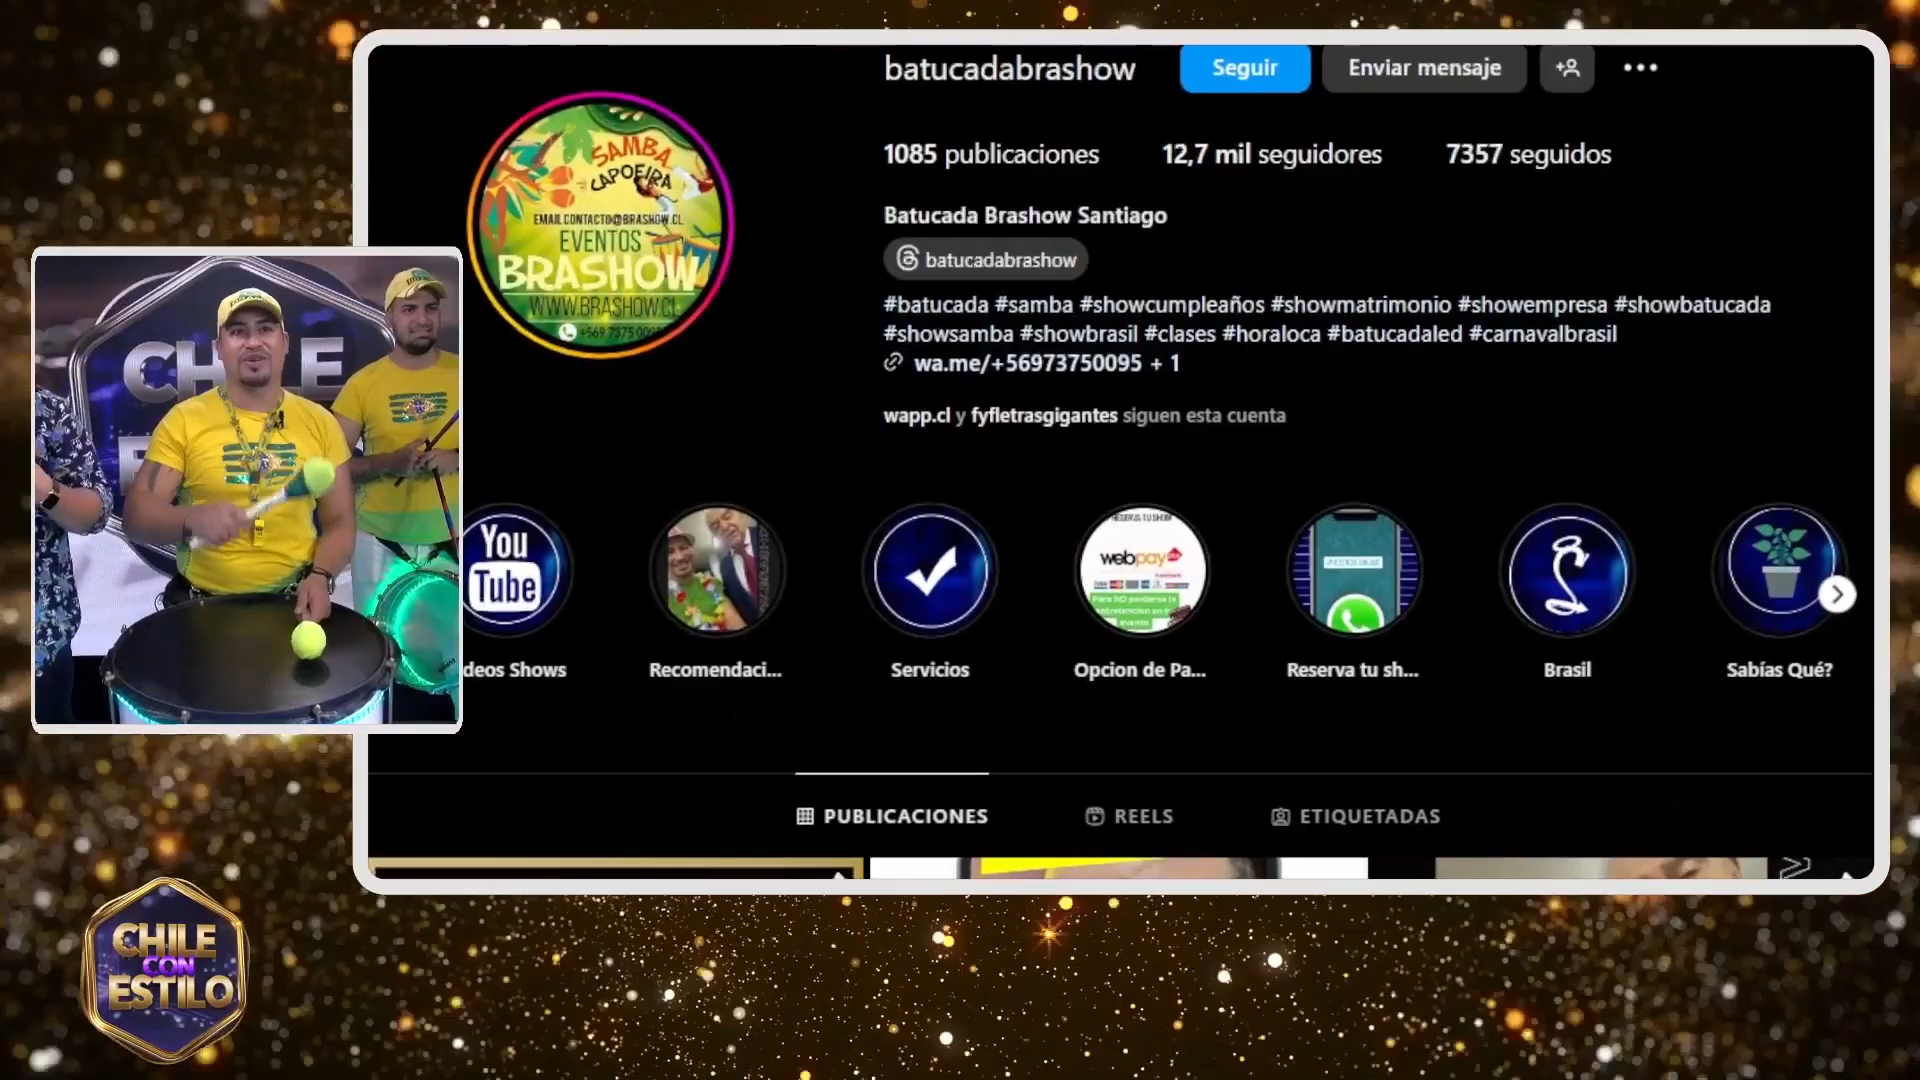 batucadabrashow
Seguir
Enviar mensaje
1085 publicaciones
12,7 mil seguidores
7357 seguidos
Batucada Brashow Santiago
batucadabrashow
#batucada #samba #showcumpleaños #showmatrimonio #showempresa #showbatucada
#showsamba #showbrasil #clases #horaloca #batucadaled #carnavalbrasil
wa.me/+56973750095 + 1
wapp.cl y fyfletrasgigantes siguen esta cuenta
SAMBA
CAPOEIRA
EMAIL.CONTACTO@BRASHOW.CL
EVENTOS
BRASHOW
WWW.BRASHOW.CL
You
Tube
webpay
deos Shows
Recomendaci...
Servicios
Opcion de Pa...
Reserva tu sh...
Brasil
Sabías Qué?
PUBLICACIONES
REELS
ETIQUETADAS
CHILE
CHILE
CON
ESTILO